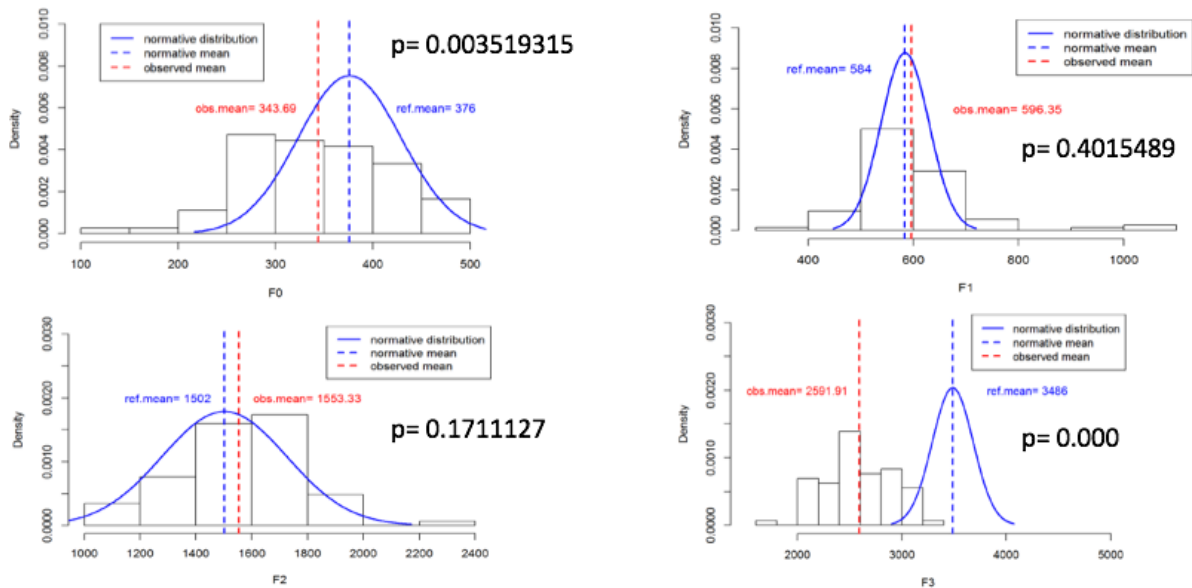 0.010
0.008
0.006
0.004
0.002
0.000
Density
normative distribution
normative mean
observed mean
p= 0.003519315
obs.mean= 343.69
ref.mean= 376
100
200
300
400
500
F0
0.010
0.008
0.006
0.004
0.002
0.000
Density
normative distribution
normative mean
observed mean
ref.mean= 584
obs.mean= 596.35
p= 0.4015489
400
600
800
1000
F1
0.0030
0.0020
0.0010
0.0000
Density
normative distribution
normative mean
observed mean
ref.mean= 1502
obs.mean= 1553.33
p= 0.1711127
1000
1200
1400
1600
1800
2000
2200
2400
F2
0.0030
0.0020
0.0010
0.0000
Density
normative distribution
normative mean
observed mean
obs.mean= 2591.91
ref.mean= 3486
p= 0.000
2000
3000
4000
5000
F3